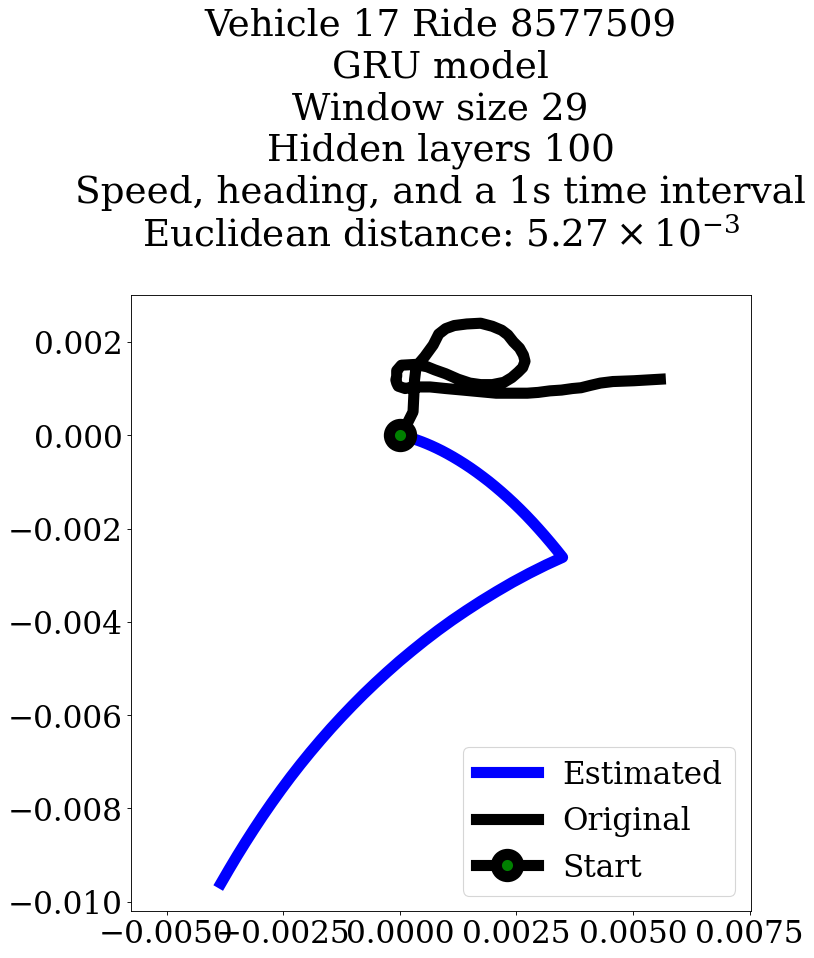 Vehicle 17 Ride 8577509
GRU model
Window size 29
Hidden layers 100
Speed, heading, and a 1s time interval
Euclidean distance: 5.27 × 10⁻³
0.002
0.000
−0.002
−0.004
−0.006
−0.008
−0.010
Estimated
Original
Start
−0.0050 −0.0025 0.0000 0.0025 0.0050 0.0075